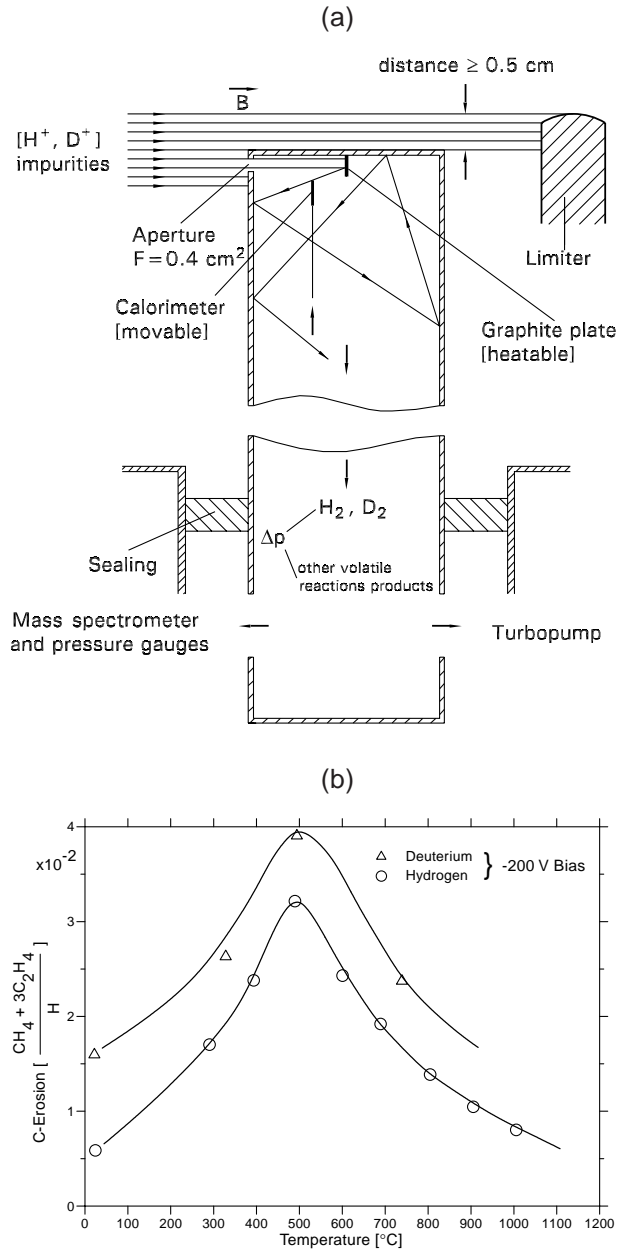 (a)
distance ≥ 0.5 cm
B
[H⁺, D⁺]
impurities
Aperture
F=0.4 cm²
Limiter
Calorimeter
[movable]
Graphite plate
[heatable]
H₂, D₂
Δp
other volatile
reactions products
Sealing
Mass spectrometer
and pressure gauges
Turbopump
(b)
4
x10⁻²
3
2
1
0
C-Erosion [ CH₄ + 3C₂H₄ / H ]
Deuterium
Hydrogen
} -200 V Bias
0 100 200 300 400 500 600 700 800 900 1000 1100 1200
Temperature [°C]